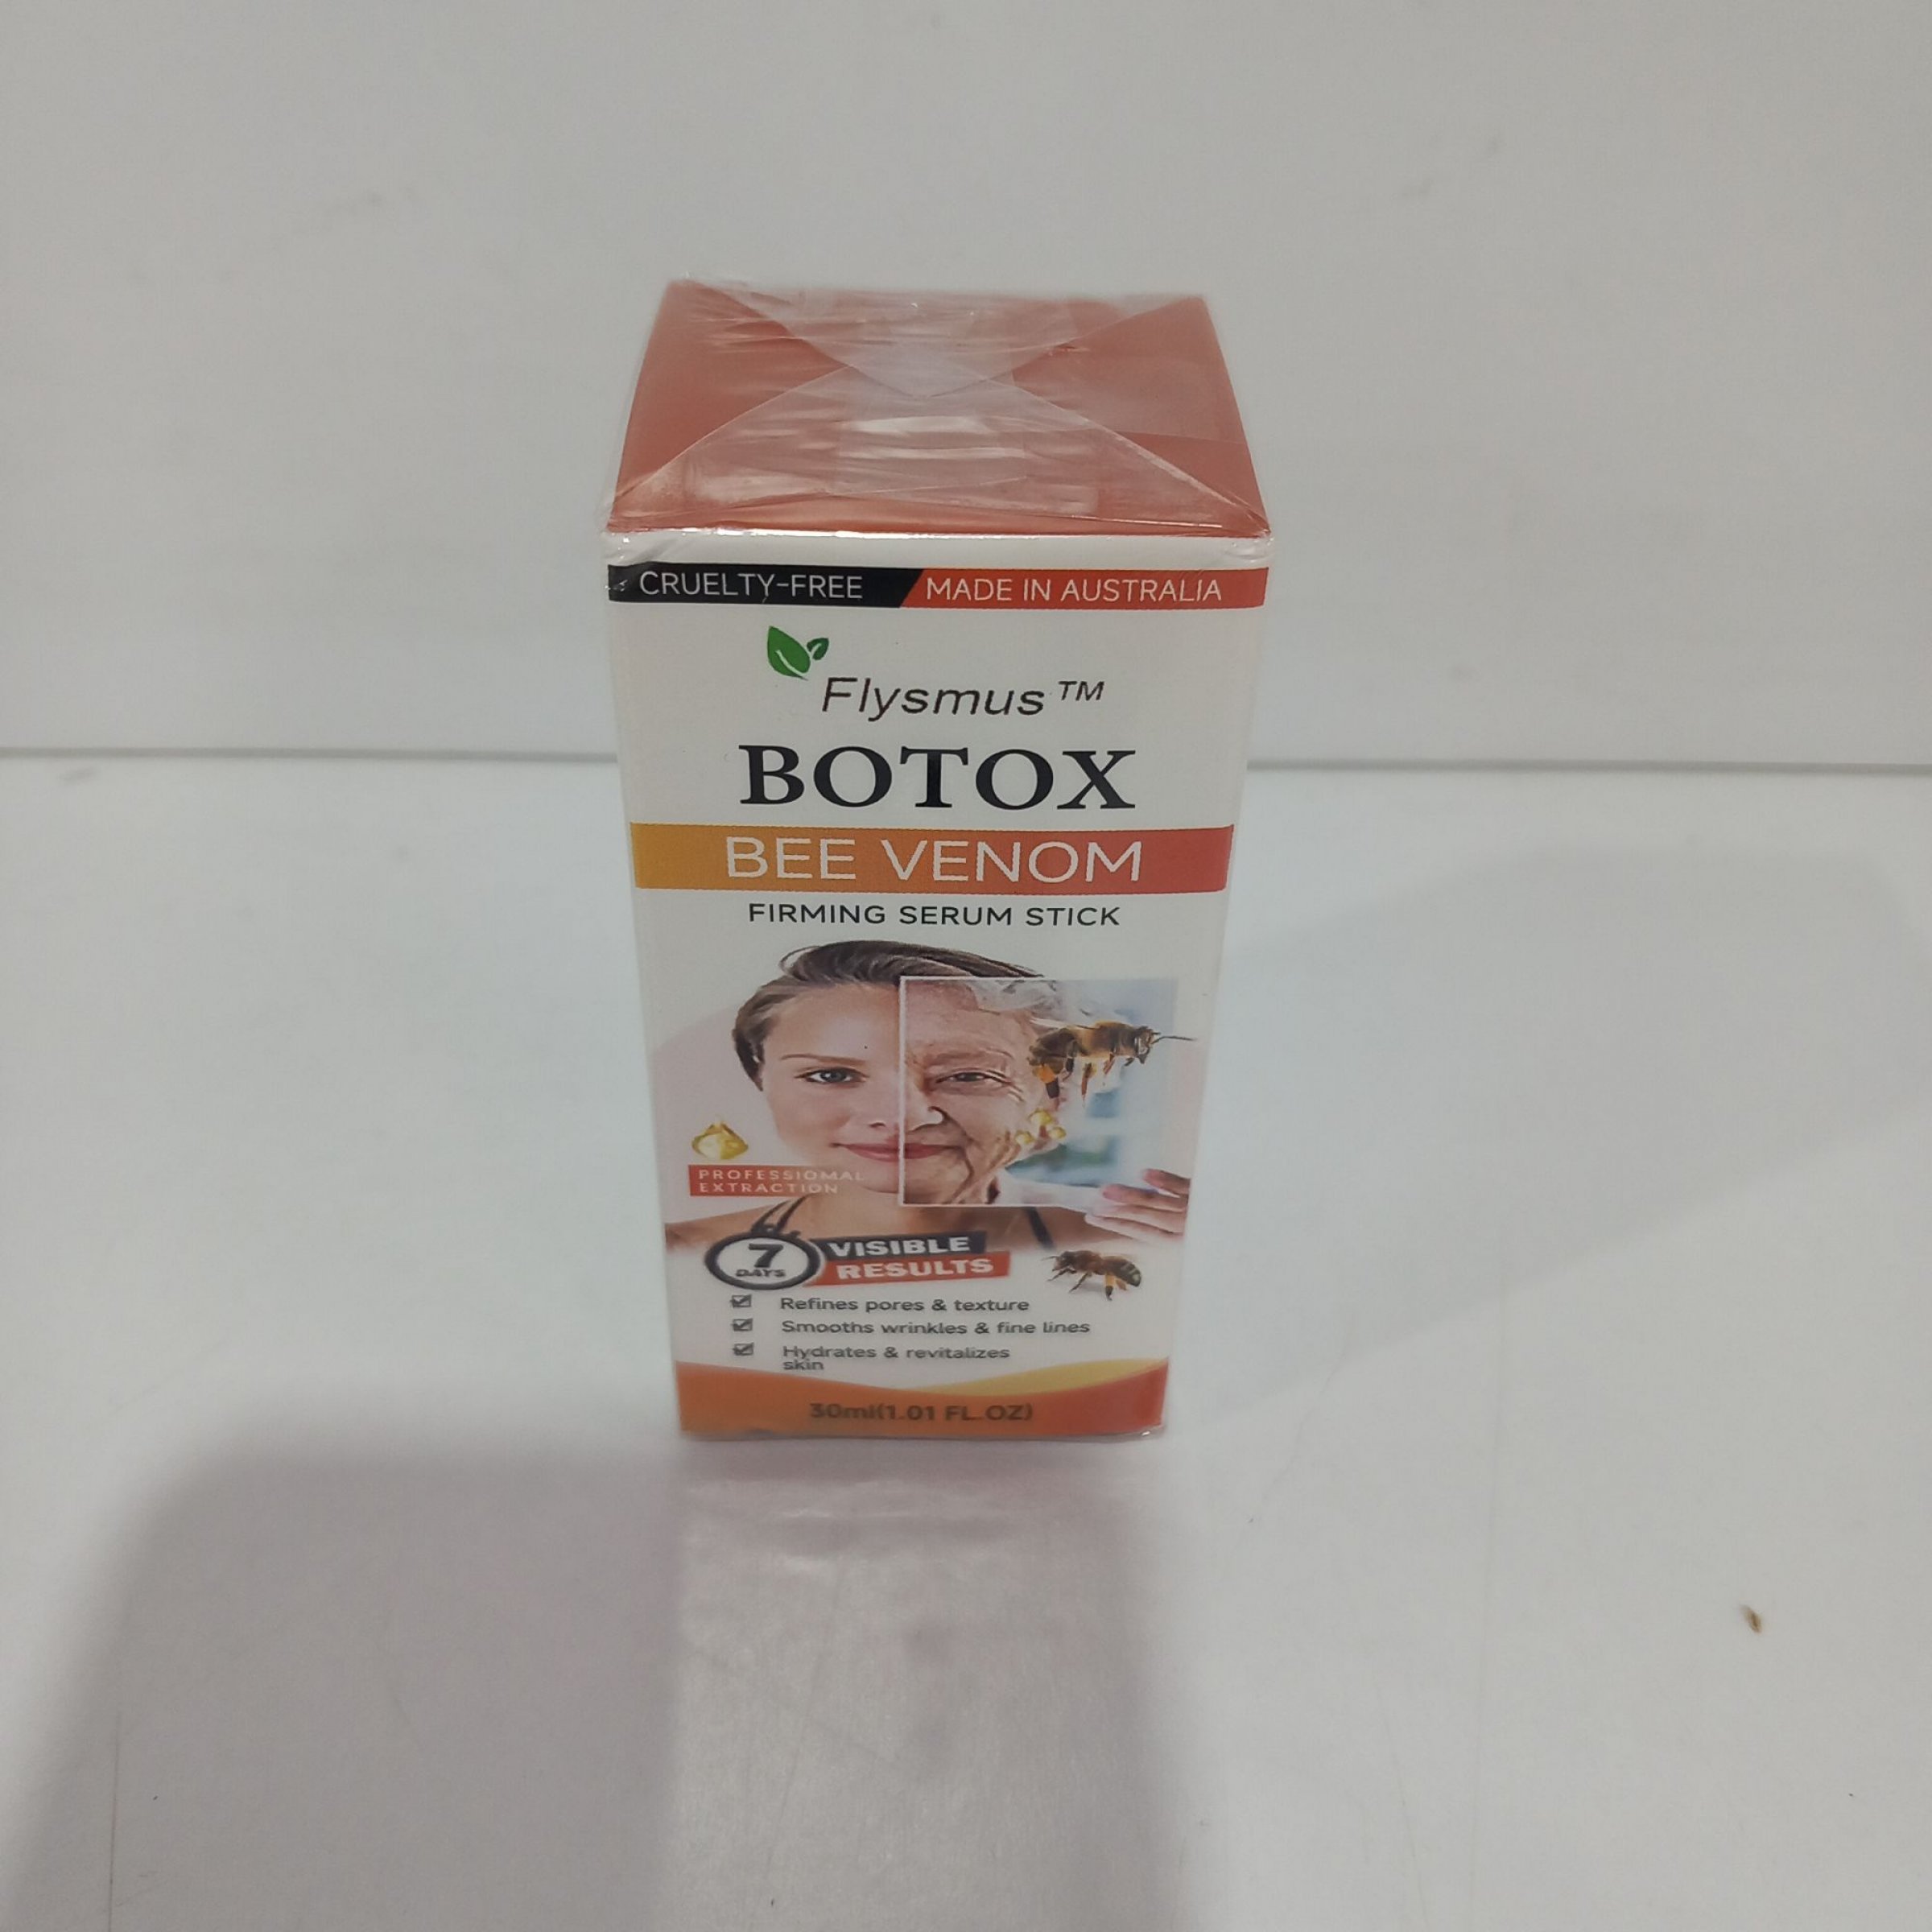 CRUELTY-FREE MADE IN AUSTRALIA
Flysmus™
BOTOX
BEE VENOM
FIRMING SERUM STICK
PROFESSIOMAL
EXTRACTION
7 DAYS
VISIBLE
RESULTS
Refines pores & texture
Smooths wrinkles & fine lines
Hydrates & revitalizes
skin
30ml(1.01 FL.OZ)